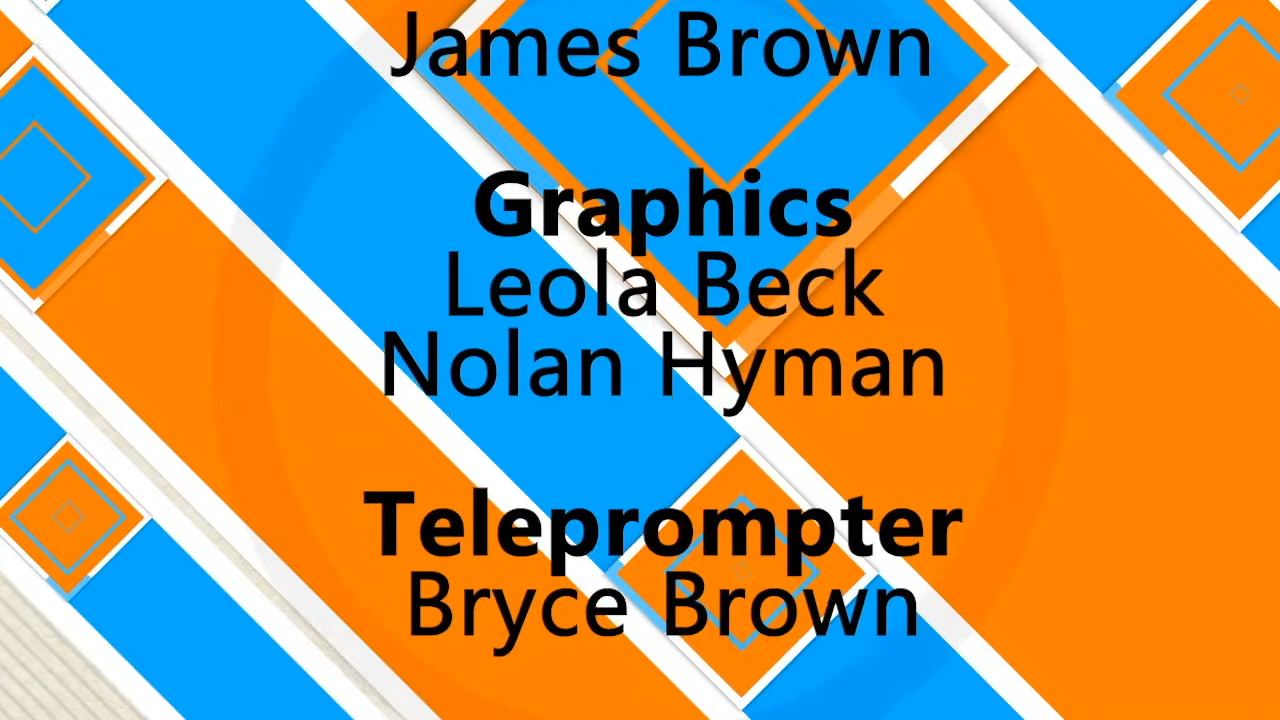 James Brown
Graphics
Leola Beck
Nolan Hyman
Teleprompter
Bryce Brown